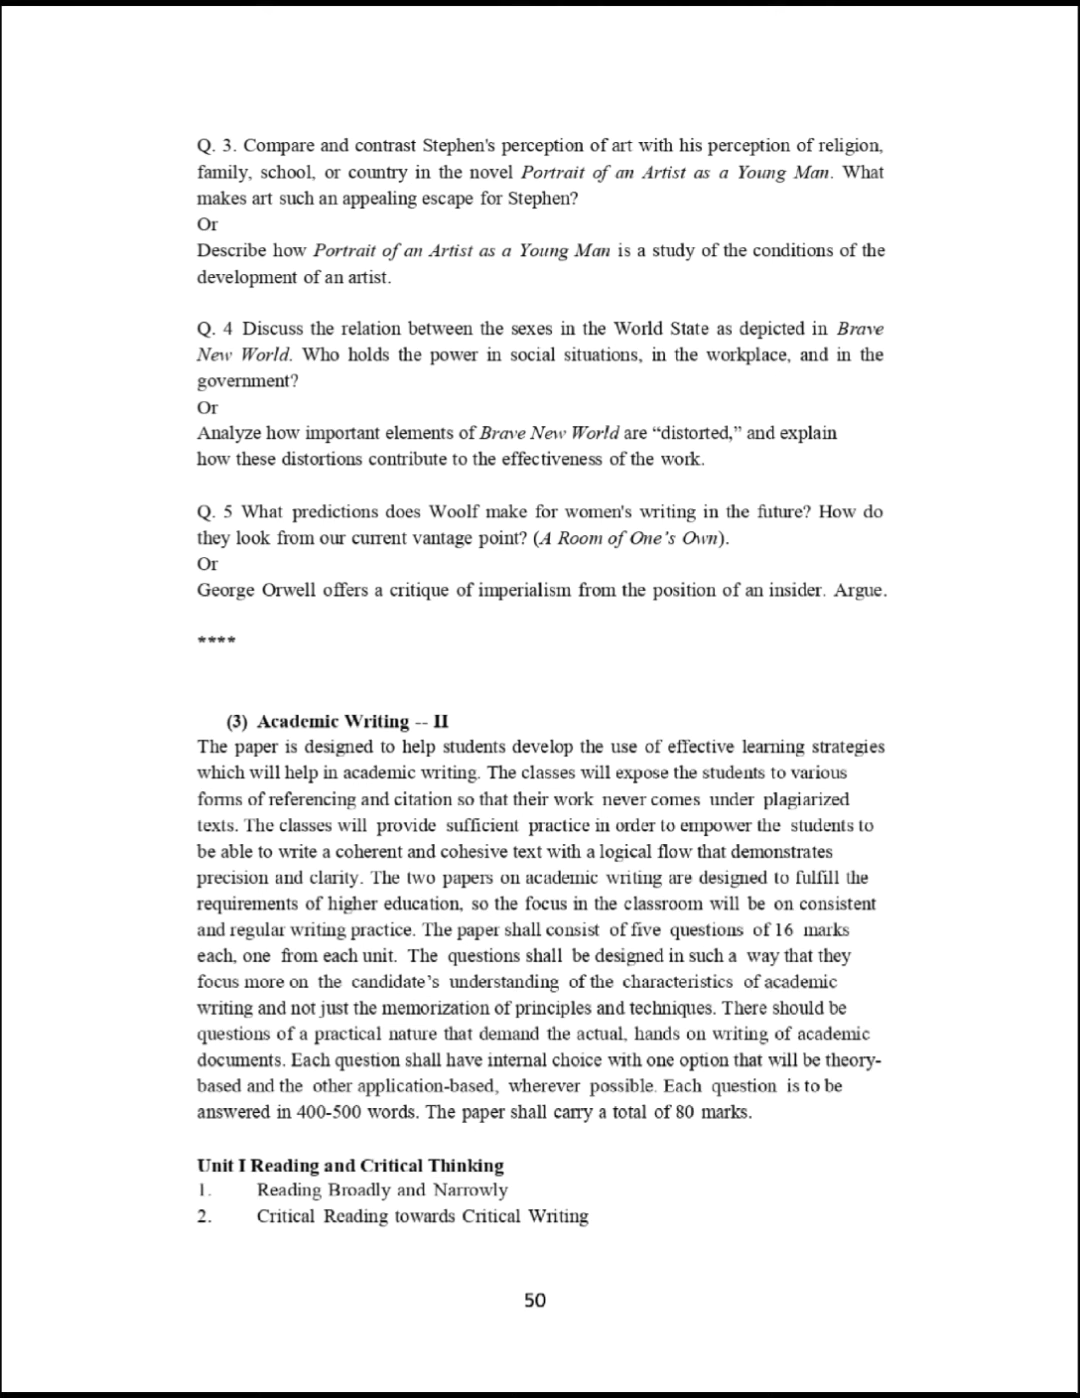 Q. 3. Compare and contrast Stephen's perception of art with his perception of religion,
family, school, or country in the novel Portrait of an Artist as a Young Man. What
makes art such an appealing escape for Stephen?
Or
Describe how Portrait of an Artist as a Young Man is a study of the conditions of the
development of an artist.
Q. 4 Discuss the relation between the sexes in the World State as depicted in Brave
New World. Who holds the power in social situations, in the workplace, and in the
government?
Or
Analyze how important elements of Brave New World are “distorted,” and explain
how these distortions contribute to the effectiveness of the work.
Q. 5 What predictions does Woolf make for women's writing in the future? How do
they look from our current vantage point? (A Room of One’s Own).
Or
George Orwell offers a critique of imperialism from the position of an insider. Argue.
****
(3) Academic Writing -- II
The paper is designed to help students develop the use of effective learning strategies
which will help in academic writing. The classes will expose the students to various
forms of referencing and citation so that their work never comes under plagiarized
texts. The classes will provide sufficient practice in order to empower the students to
be able to write a coherent and cohesive text with a logical flow that demonstrates
precision and clarity. The two papers on academic writing are designed to fulfill the
requirements of higher education, so the focus in the classroom will be on consistent
and regular writing practice. The paper shall consist of five questions of 16 marks
each, one from each unit. The questions shall be designed in such a way that they
focus more on the candidate’s understanding of the characteristics of academic
writing and not just the memorization of principles and techniques. There should be
questions of a practical nature that demand the actual, hands on writing of academic
documents. Each question shall have internal choice with one option that will be theory-
based and the other application-based, wherever possible. Each question is to be
answered in 400-500 words. The paper shall carry a total of 80 marks.
Unit I Reading and Critical Thinking
1. Reading Broadly and Narrowly
2. Critical Reading towards Critical Writing
50